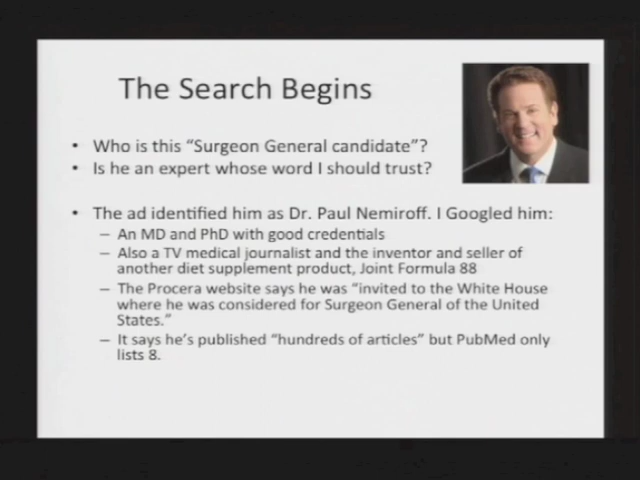 The Search Begins
• Who is this “Surgeon General candidate”?
• Is he an expert whose word I should trust?
• The ad identified him as Dr. Paul Nemiroff. I Googled him:
– An MD and PhD with good credentials
– Also a TV medical journalist and the inventor and seller of
another diet supplement product, Joint Formula 88
– The Procera website says he was “invited to the White House
where he was considered for Surgeon General of the United
States.”
– It says he’s published “hundreds of articles” but PubMed only
lists 8.